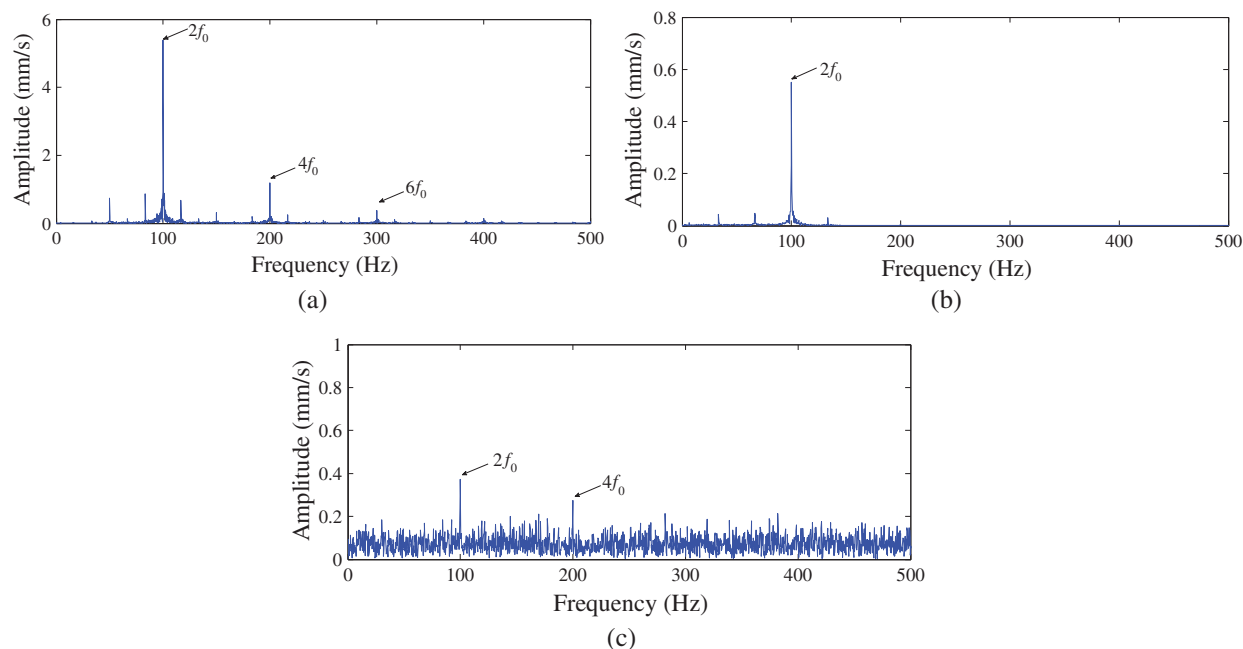 6
4
2
0
Amplitude (mm/s)
2f₀
4f₀
6f₀
0 100 200 300 400 500
Frequency (Hz)
(a)
0.8
0.6
0.4
0.2
0
Amplitude (mm/s)
2f₀
0 100 200 300 400 500
Frequency (Hz)
(b)
1
0.8
0.6
0.4
0.2
0
Amplitude (mm/s)
2f₀
4f₀
0 100 200 300 400 500
Frequency (Hz)
(c)